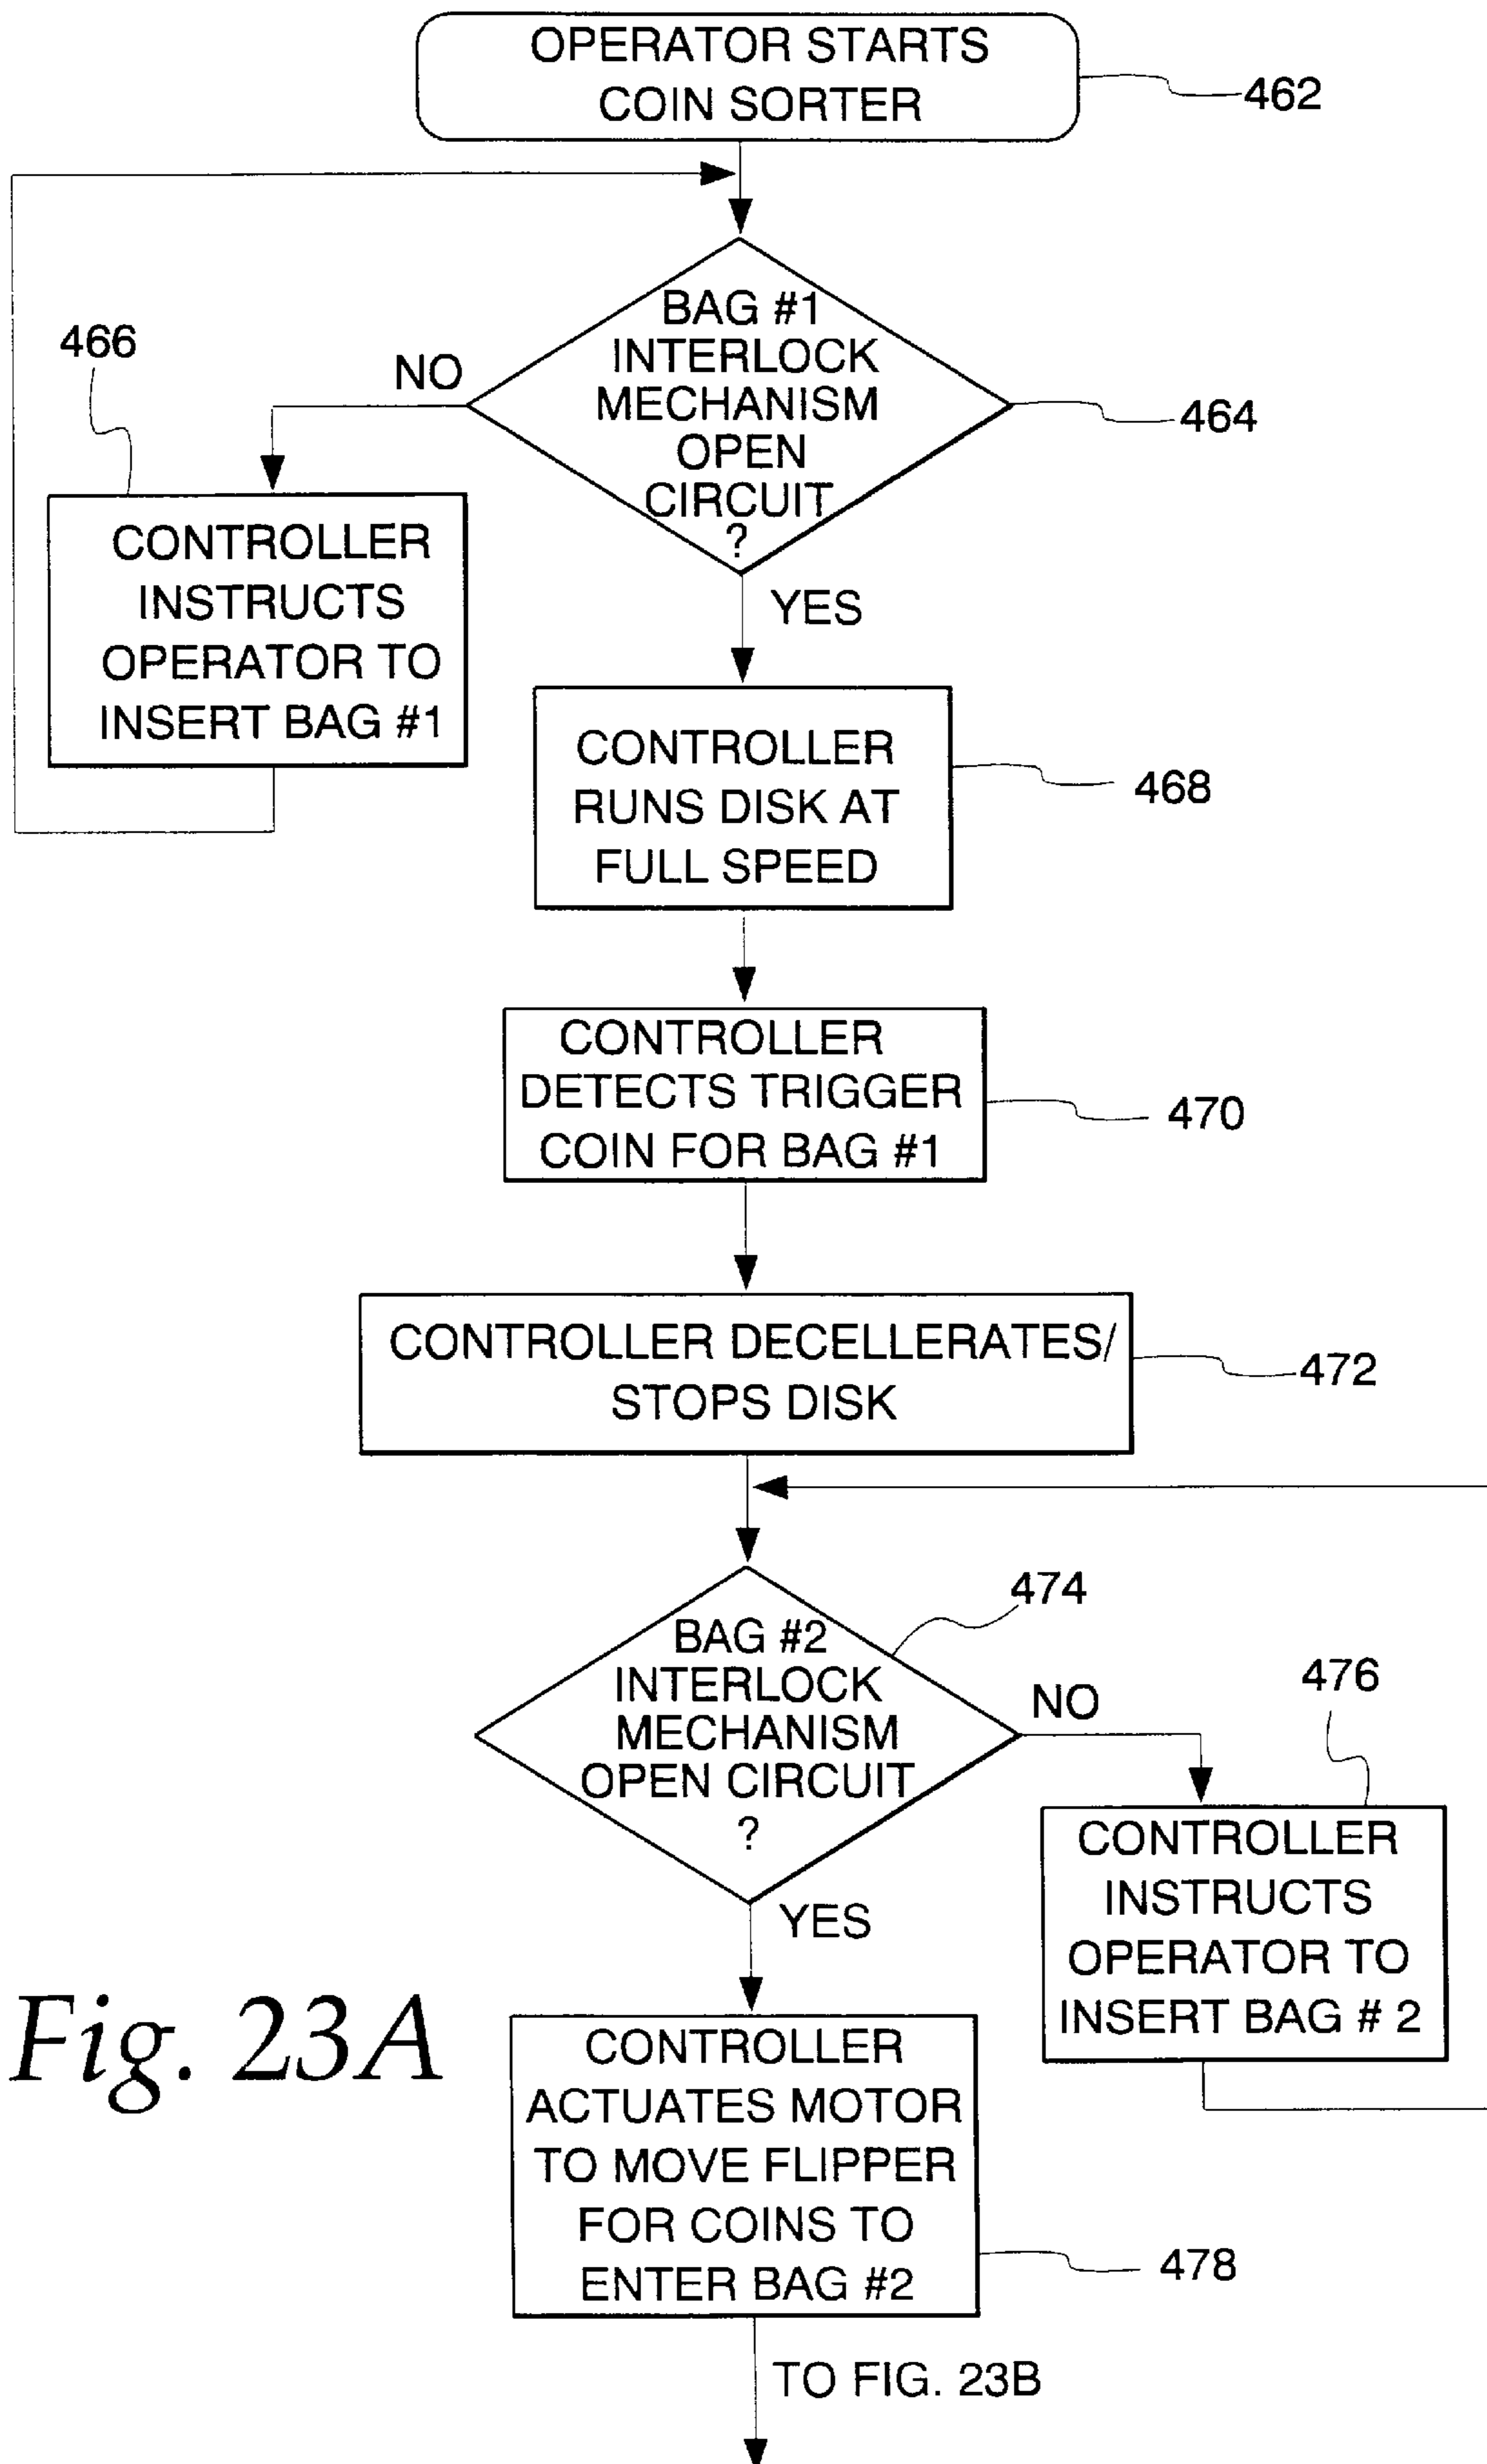 OPERATOR STARTS
COIN SORTER
462
BAG #1
INTERLOCK
MECHANISM
OPEN
CIRCUIT
?
464
NO
466
CONTROLLER
INSTRUCTS
OPERATOR TO
INSERT BAG #1
YES
CONTROLLER
RUNS DISK AT
FULL SPEED
468
CONTROLLER
DETECTS TRIGGER
COIN FOR BAG #1
470
CONTROLLER DECELLERATES/
STOPS DISK
472
BAG #2
INTERLOCK
MECHANISM
OPEN CIRCUIT
?
474
NO
476
CONTROLLER
INSTRUCTS
OPERATOR TO
INSERT BAG # 2
YES
CONTROLLER
ACTUATES MOTOR
TO MOVE FLIPPER
FOR COINS TO
ENTER BAG #2
478
TO FIG. 23B
Fig. 23A